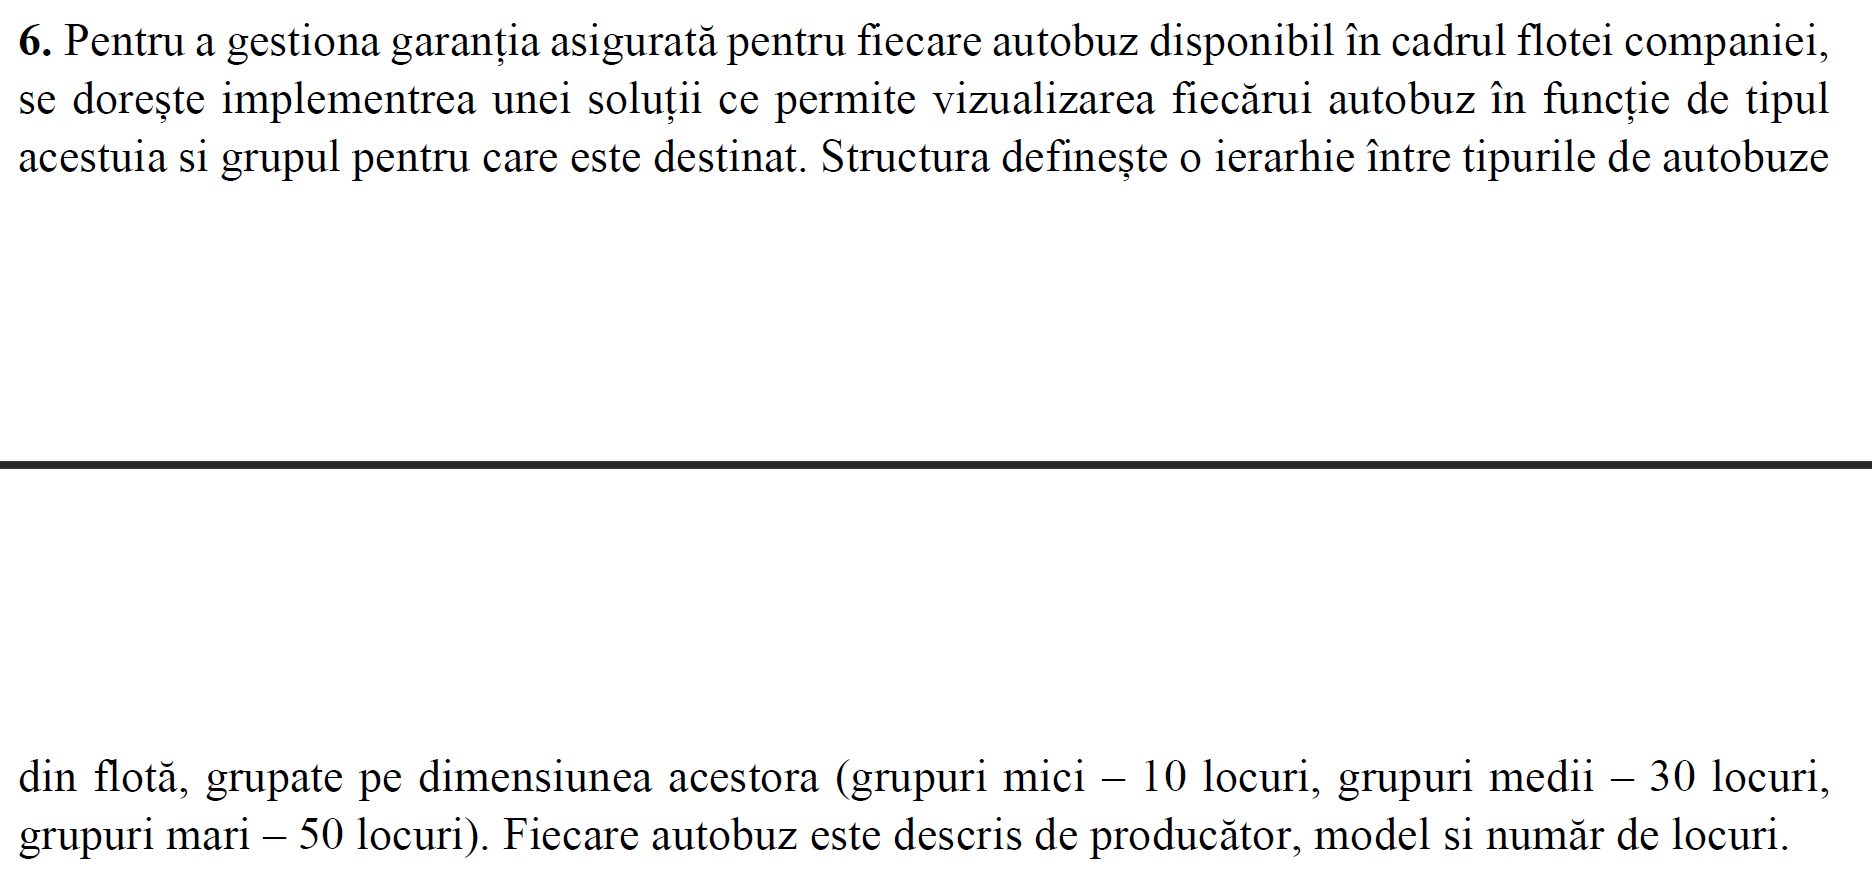 6. Pentru a gestiona garanția asigurată pentru fiecare autobuz disponibil în cadrul flotei companiei,
se dorește implementrea unei soluții ce permite vizualizarea fiecărui autobuz în funcție de tipul
acestuia si grupul pentru care este destinat. Structura definește o ierarhie între tipurile de autobuze
din flotă, grupate pe dimensiunea acestora (grupuri mici – 10 locuri, grupuri medii – 30 locuri,
grupuri mari – 50 locuri). Fiecare autobuz este descris de producător, model si număr de locuri.